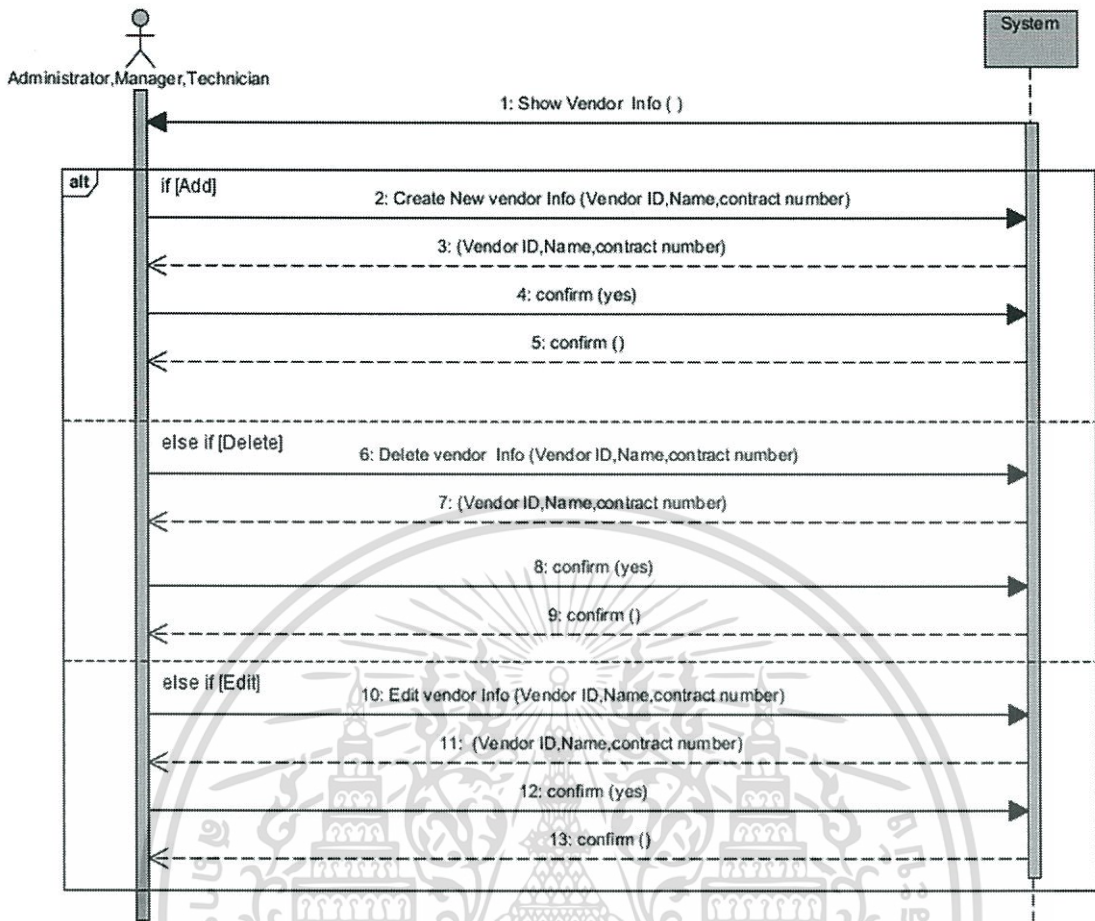 System
Administrator,Manager,Technician
1: Show Vendor Info ( )
alt
if [Add]
2: Create New vendor Info (Vendor ID,Name,contract number)
3: (Vendor ID,Name,contract number)
4: confirm (yes)
5: confirm ()
else if [Delete]
6: Delete vendor Info (Vendor ID,Name,contract number)
7: (Vendor ID,Name,contract number)
8: confirm (yes)
9: confirm ()
else if [Edit]
10: Edit vendor Info (Vendor ID,Name,contract number)
11: (Vendor ID,Name,contract number)
12: confirm (yes)
13: confirm ()